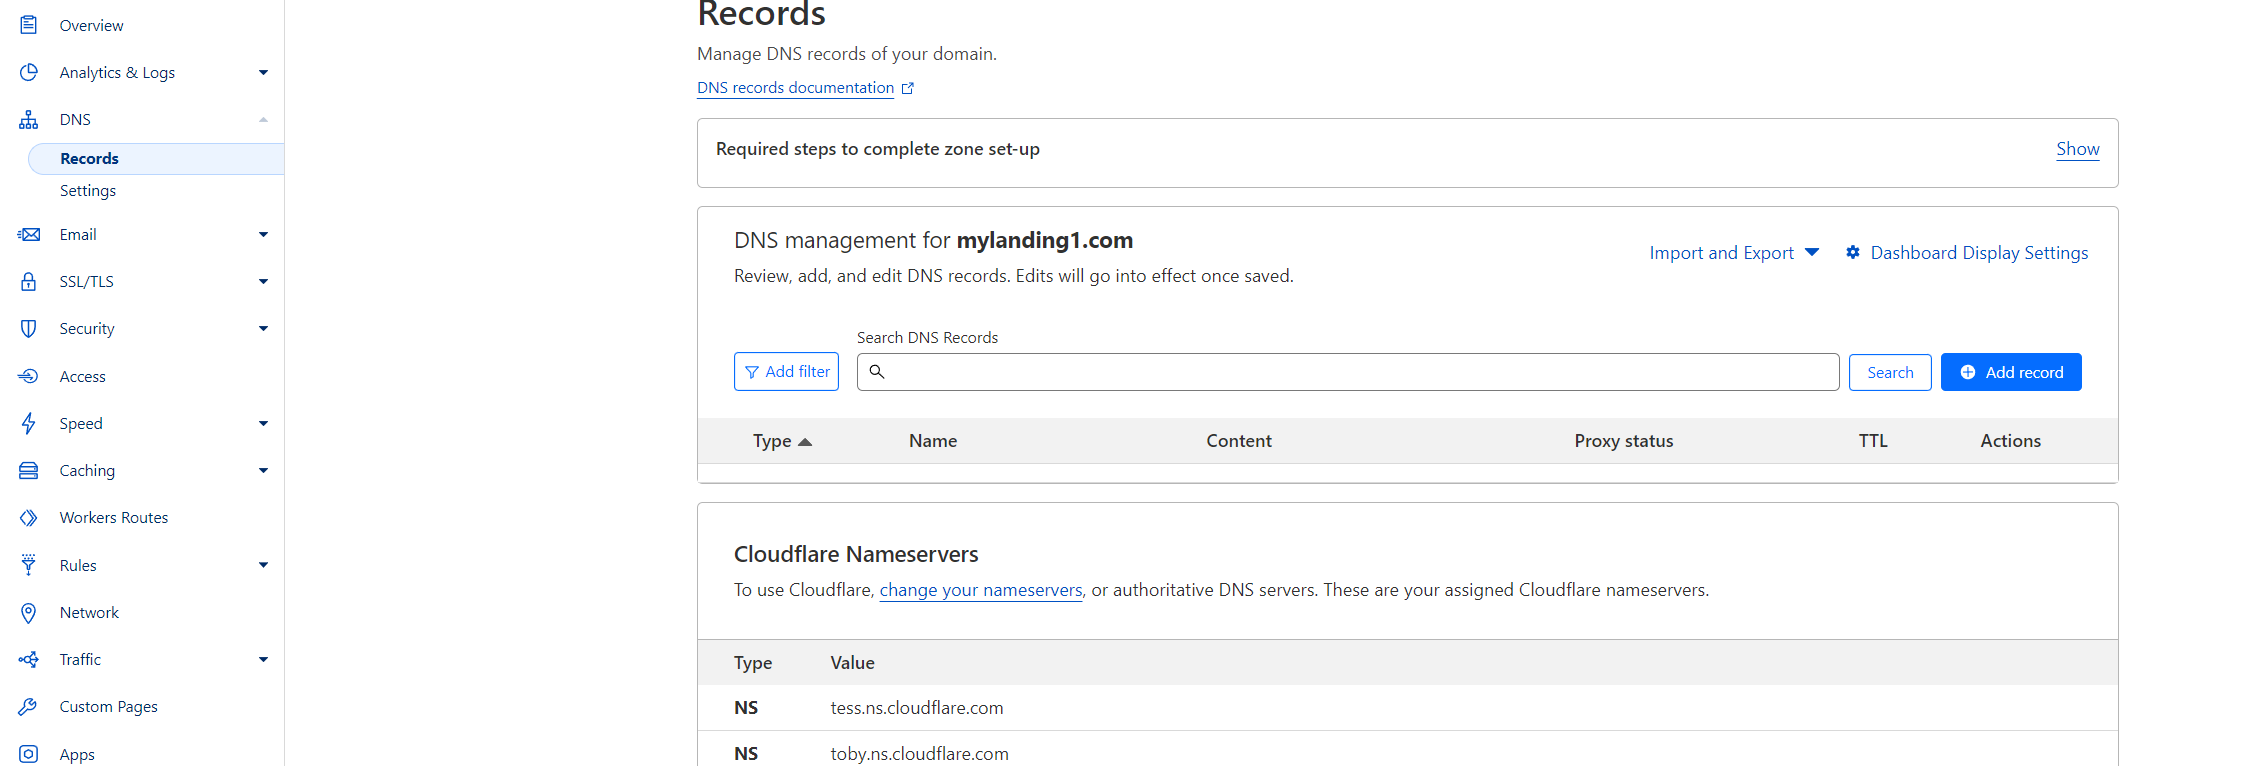 Overview
Analytics & Logs
DNS
Records
Settings
Email
SSL/TLS
Security
Access
Speed
Caching
Workers Routes
Rules
Network
Traffic
Custom Pages
Apps
Records
Manage DNS records of your domain.
DNS records documentation
Required steps to complete zone set-up Show
DNS management for mylanding1.com
Import and Export Dashboard Display Settings
Review, add, and edit DNS records. Edits will go into effect once saved.
Search DNS Records
Add filter Search Add record
Type Name Content Proxy status TTL Actions
Cloudflare Nameservers
To use Cloudflare, change your nameservers, or authoritative DNS servers. These are your assigned Cloudflare nameservers.
Type Value
NS tess.ns.cloudflare.com
NS toby.ns.cloudflare.com